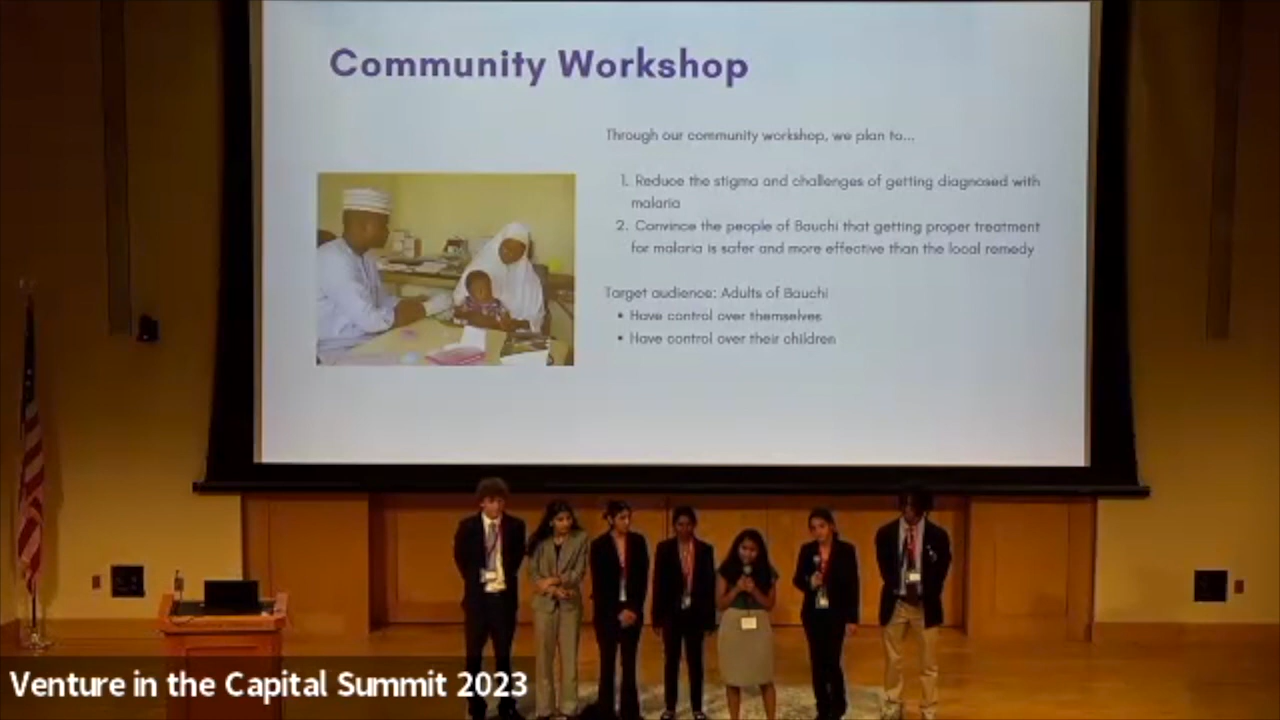 Community Workshop
Through our community workshop, we plan to...
1. Reduce the stigma and challenges of getting diagnosed with
malaria
2. Convince the people of Bauchi that getting proper treatment
for malaria is safer and more effective than the local remedy
Target audience: Adults of Bauchi
• Have control over themselves
• Have control over their children
Venture in the Capital Summit 2023